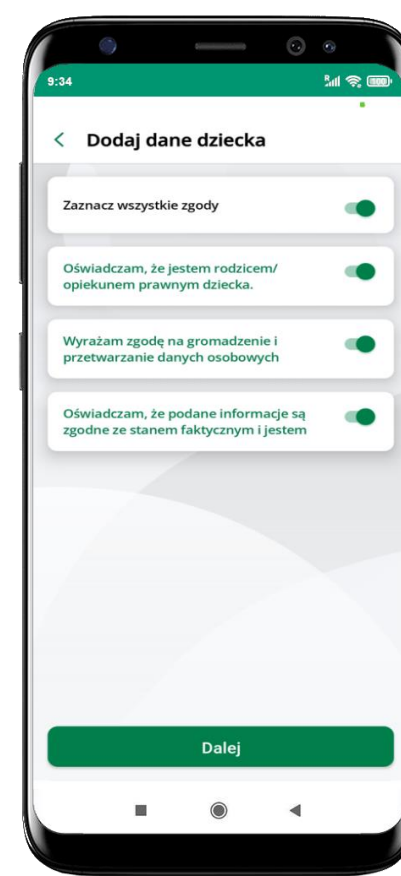 9:34
Dodaj dane dziecka
Zaznacz wszystkie zgody
Oświadczam, że jestem rodzicem/
opiekunem prawnym dziecka.
Wyrażam zgodę na gromadzenie i
przetwarzanie danych osobowych
Oświadczam, że podane informacje są
zgodne ze stanem faktycznym i jestem
Dalej